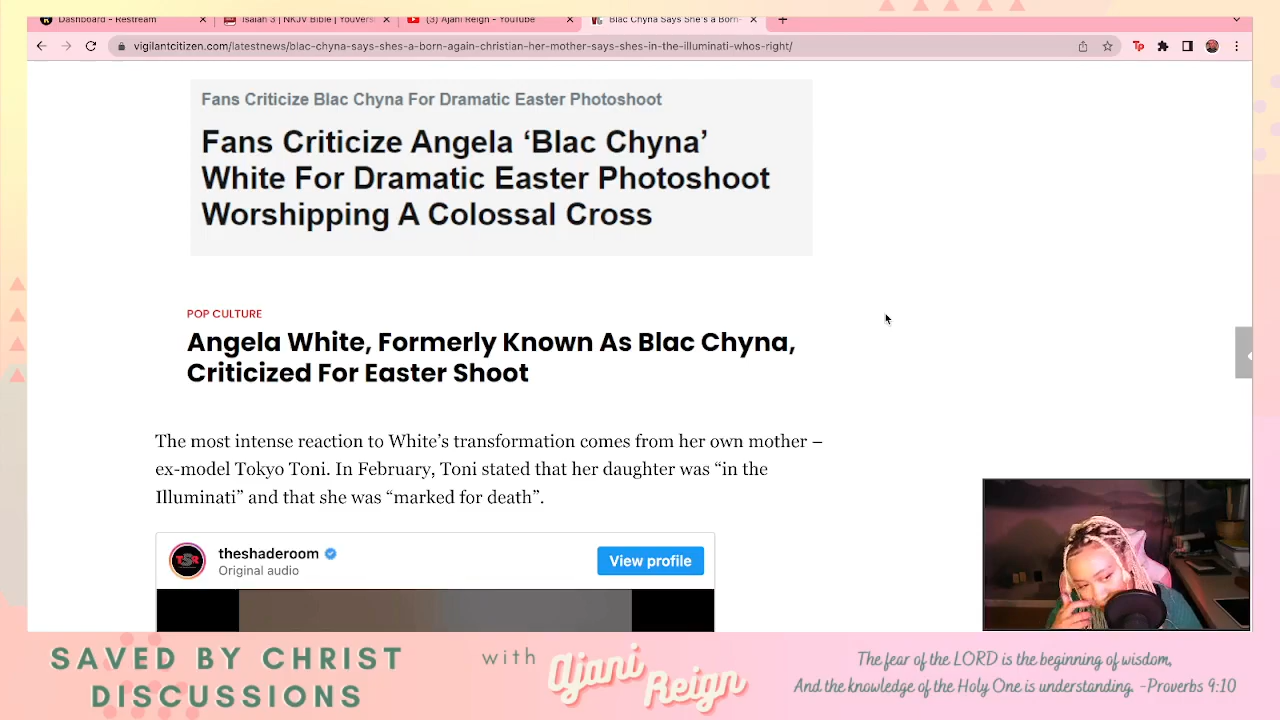 Dashboard - Restream
Isaiah 3 | NKJV Bible | YouVers
(3) Ajani Reign - YouTube
Blac Chyna Says She's a Born-
vigilantcitizen.com/latestnews/blac-chyna-says-shes-a-born-again-christian-her-mother-says-shes-in-the-illuminati-whos-right/
Tp
Fans Criticize Blac Chyna For Dramatic Easter Photoshoot
Fans Criticize Angela ‘Blac Chyna’
White For Dramatic Easter Photoshoot
Worshipping A Colossal Cross
POP CULTURE
Angela White, Formerly Known As Blac Chyna,
Criticized For Easter Shoot
The most intense reaction to White’s transformation comes from her own mother –
ex-model Tokyo Toni. In February, Toni stated that her daughter was “in the
Illuminati” and that she was “marked for death”.
TSR
theshaderoom
Original audio
View profile
SAVED BY CHRIST
DISCUSSIONS
with
Ajani
Reign
The fear of the LORD is the beginning of wisdom,
And the knowledge of the Holy One is understanding. -Proverbs 9:10